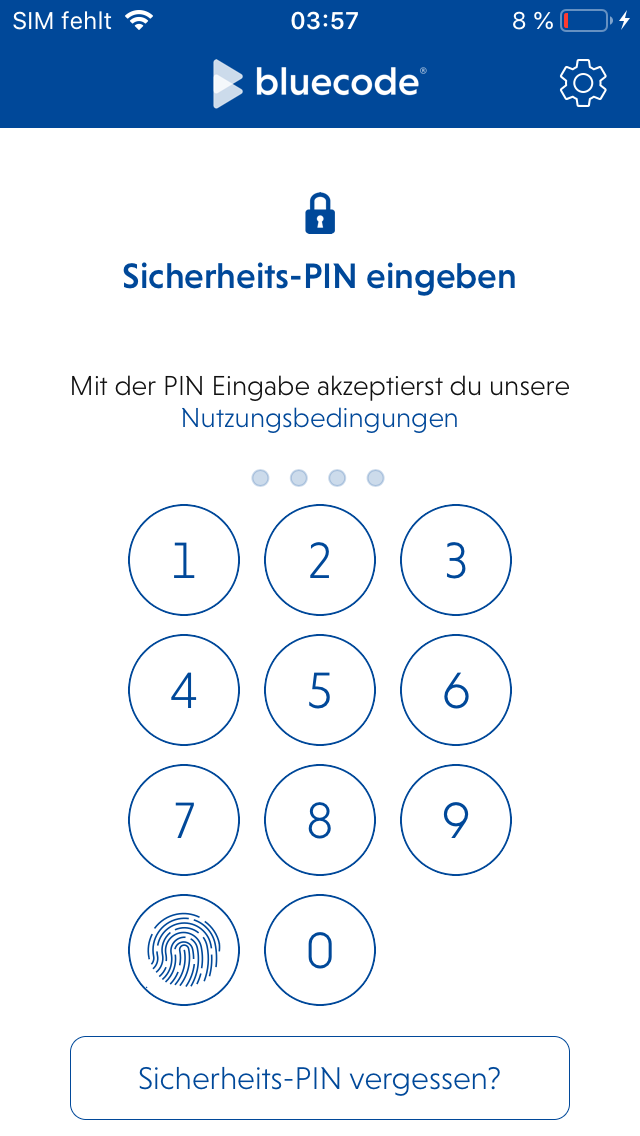 SIM fehlt 03:57 8 %
bluecode®
Sicherheits-PIN eingeben
Mit der PIN Eingabe akzeptierst du unsere
Nutzungsbedingungen
1 2 3
4 5 6
7 8 9
0
Sicherheits-PIN vergessen?